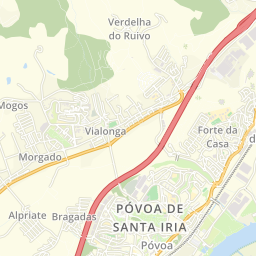 Verdelha
do Ruivo
Mogos
Vialonga
Forte da
Casa
Morgado
PÓVOA DE
SANTA IRIA
Alpriate
Bragadas
Póvoa